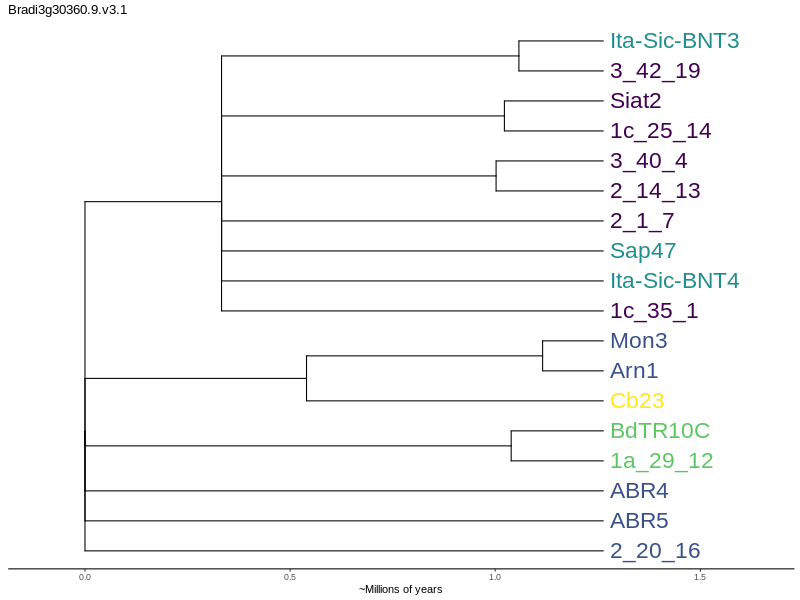 Bradi3g30360.9.v3.1
Ita-Sic-BNT3
3_42_19
Siat2
1c_25_14
3_40_4
2_14_13
2_1_7
Sap47
Ita-Sic-BNT4
1c_35_1
Mon3
Arn1
Cb23
BdTR10C
1a_29_12
ABR4
ABR5
2_20_16
0.0 0.5 1.0 1.5
~Millions of years